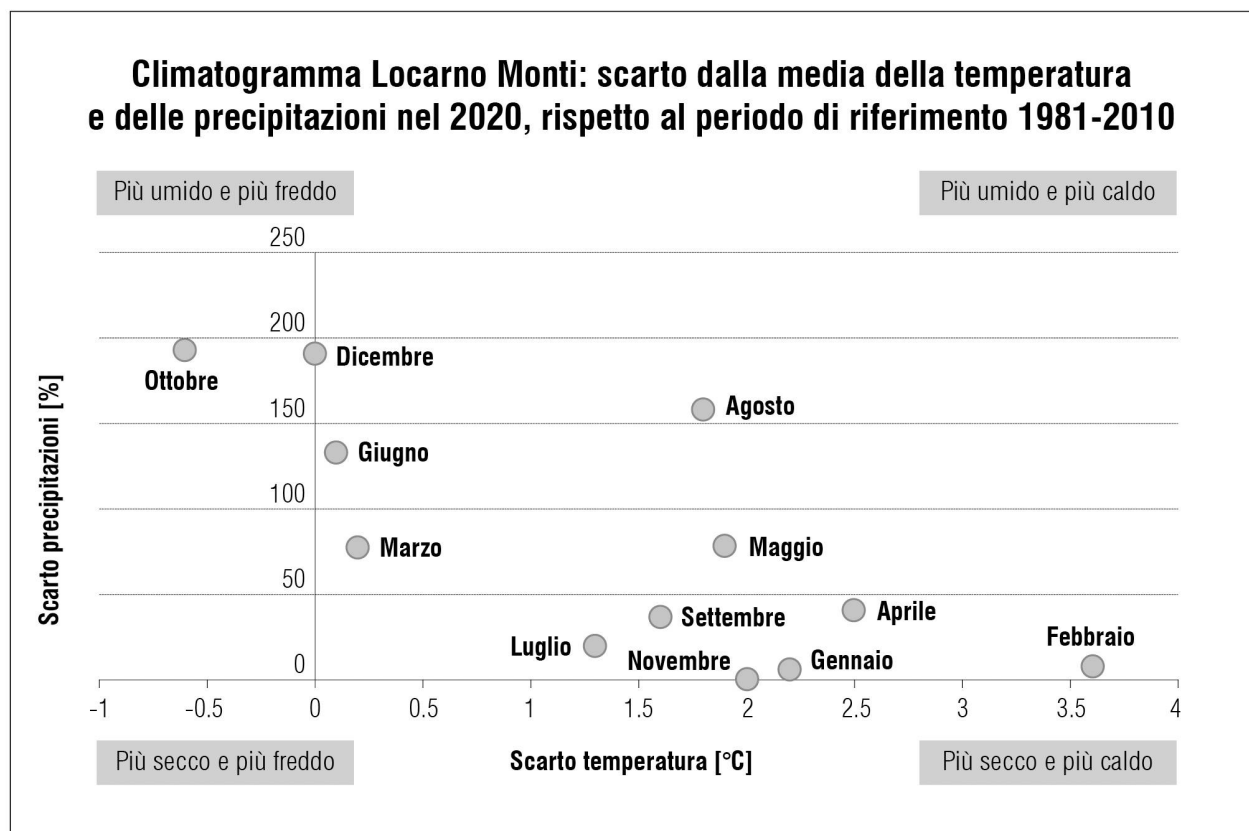 Climatogramma Locarno Monti: scarto dalla media della temperatura
e delle precipitazioni nel 2020, rispetto al periodo di riferimento 1981-2010
Più umido e più freddo
Più umido e più caldo
250
200
Dicembre
Ottobre
Agosto
150
Giugno
100
Marzo
Maggio
50
Settembre
Aprile
Luglio
Novembre
Gennaio
Febbraio
0
Scarto precipitazioni [%]
-1
-0.5
0
0.5
1
1.5
2
2.5
3
3.5
4
Più secco e più freddo
Scarto temperatura [°C]
Più secco e più caldo